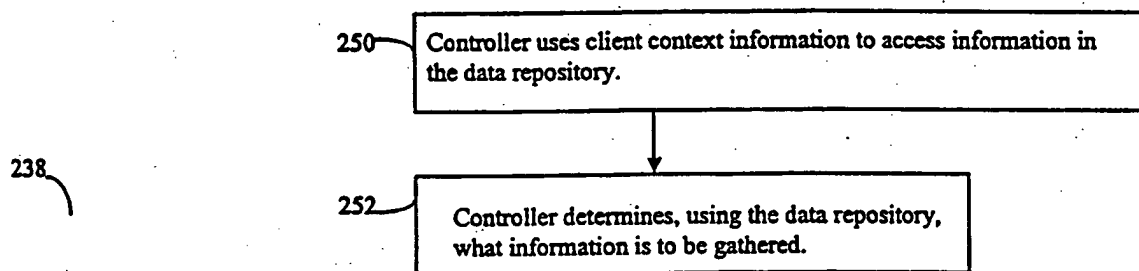 250
Controller uses client context information to access information in
the data repository.
238
252
Controller determines, using the data repository,
what information is to be gathered.